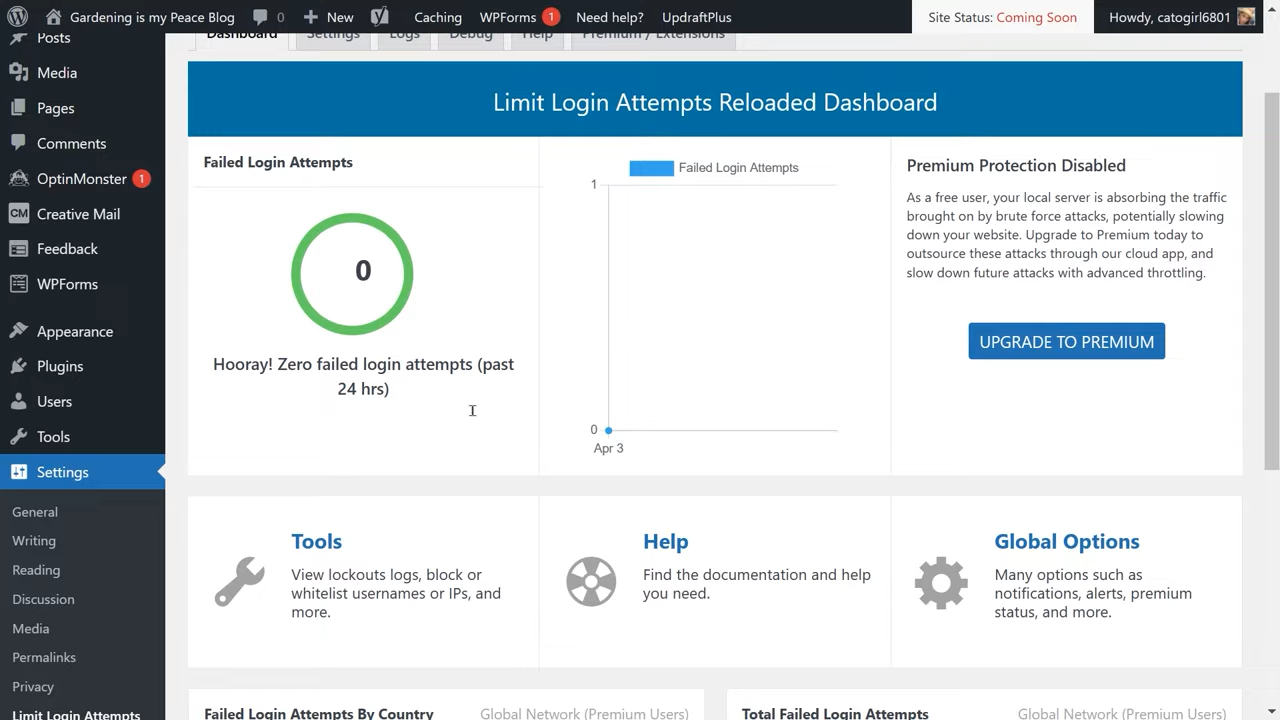 Gardening is my Peace Blog 0 New Caching WPForms 1 Need help? UpdraftPlus Site Status: Coming Soon Howdy, catogirl6801
Posts
Media
Pages
Comments
OptinMonster 1
CM Creative Mail
Feedback
WPForms
Appearance
Plugins
Users
Tools
Settings
General
Writing
Reading
Discussion
Media
Permalinks
Privacy
Limit Login Attempts
Dashboard Settings Logs Debug Help Premium / Extensions
Limit Login Attempts Reloaded Dashboard
Failed Login Attempts
0
Hooray! Zero failed login attempts (past
24 hrs)
Failed Login Attempts
1
0
Apr 3
Premium Protection Disabled
As a free user, your local server is absorbing the traffic
brought on by brute force attacks, potentially slowing
down your website. Upgrade to Premium today to
outsource these attacks through our cloud app, and
slow down future attacks with advanced throttling.
UPGRADE TO PREMIUM
Tools
View lockouts logs, block or
whitelist usernames or IPs, and
more.
Help
Find the documentation and help
you need.
Global Options
Many options such as
notifications, alerts, premium
status, and more.
Failed Login Attempts By Country Global Network (Premium Users)
Total Failed Login Attempts Global Network (Premium Users)